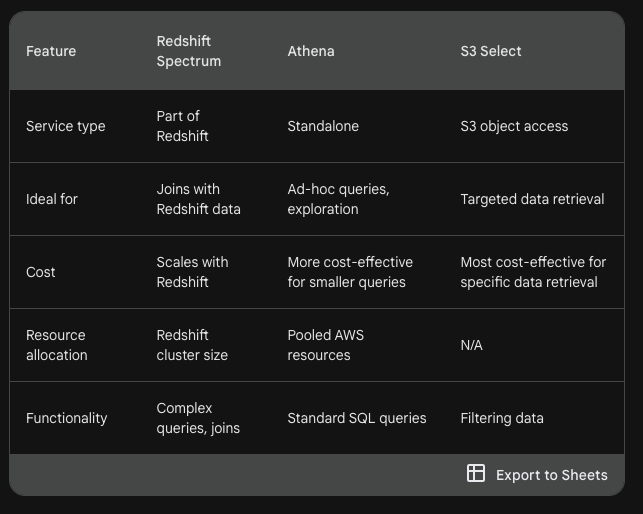 Feature
Redshift
Spectrum
Athena
S3 Select
Service type
Part of
Redshift
Standalone
S3 object access
Ideal for
Joins with
Redshift data
Ad-hoc queries,
exploration
Targeted data retrieval
Cost
Scales with
Redshift
More cost-effective
for smaller queries
Most cost-effective for
specific data retrieval
Resource
allocation
Redshift
cluster size
Pooled AWS
resources
N/A
Functionality
Complex
queries, joins
Standard SQL queries
Filtering data
Export to Sheets